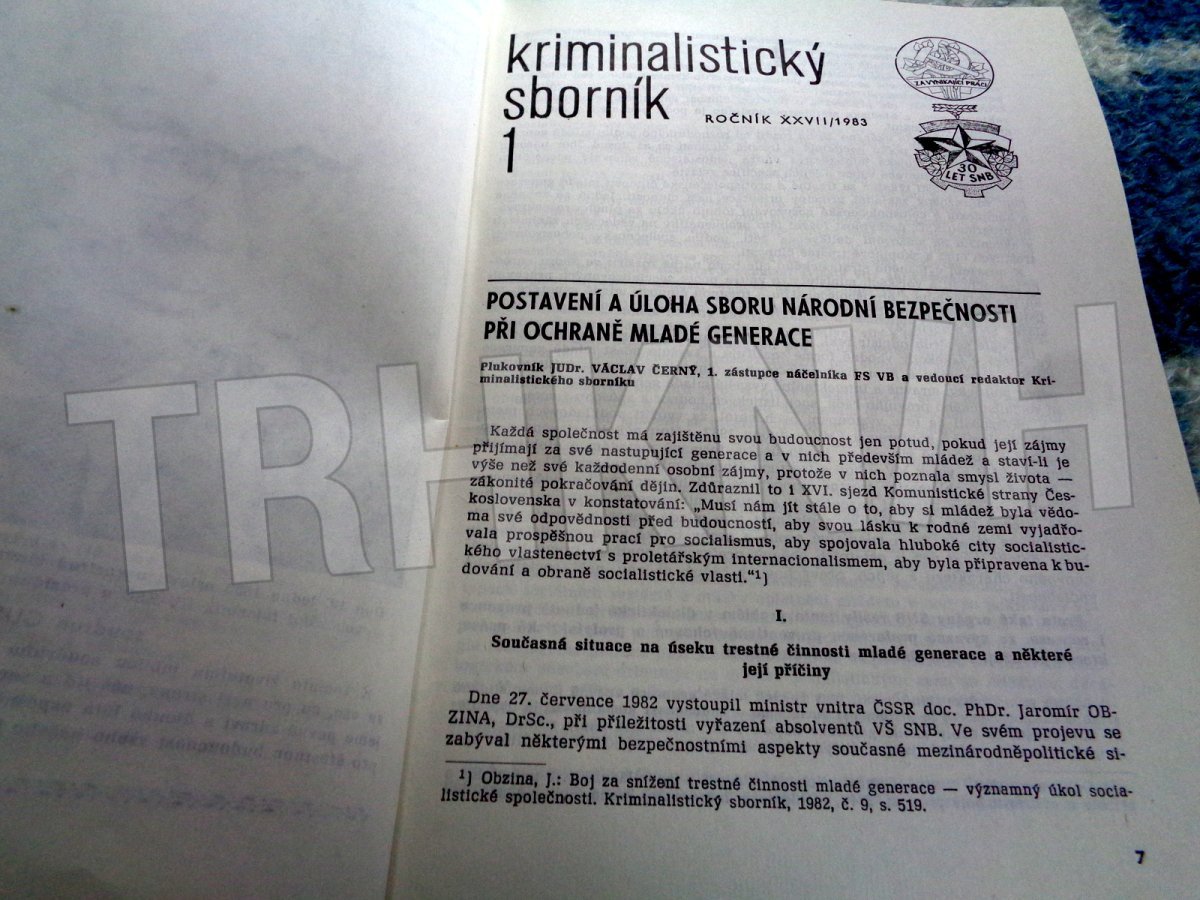 kriminalistický
sborník
1
ROČNÍK XXVII/1983
ZA VYNIKAJÍCÍ PRÁCI
30
LET SNB
POSTAVENÍ A ÚLOHA SBORU NÁRODNÍ BEZPEČNOSTI
PŘI OCHRANĚ MLADÉ GENERACE
Plukovník JUDr. VÁCLAV ČERNÝ, 1. zástupce náčelníka FS VB a vedoucí redaktor Kri-
minalistického sborníku
Každá společnost má zajištěnu svou budoucnost jen potud, pokud její zájmy
přijímají za své nastupující generace a v nich především mládež a staví-li je
výše než své každodenní osobní zájmy, protože v nich poznala smysl života —
zákonité pokračování dějin. Zdůraznil to i XVI. sjezd Komunistické strany Čes-
koslovenska v konstatování: „Musí nám jít stále o to, aby si mládež byla vědo-
ma své odpovědnosti před budoucností, aby svou lásku k rodné zemi vyjadřo-
vala prospěšnou prací pro socialismus, aby spojovala hluboké city socialistic-
kého vlastenectví s proletářským internacionalismem, aby byla připravena k bu-
dování a obraně socialistické vlasti."¹)
I.
Současná situace na úseku trestné činnosti mladé generace a některé
její příčiny
Dne 27. července 1982 vystoupil ministr vnitra ČSSR doc. PhDr. Jaromír OB-
ZINA, DrSc., při příležitosti vyřazení absolventů VŠ SNB. Ve svém projevu se
zabýval některými bezpečnostními aspekty současné mezinárodněpolitické si-
¹) Obzina, J.: Boj za snížení trestné činnosti mladé generace — významný úkol socia-
listické společnosti. Kriminalistický sborník, 1982, č. 9, s. 519.
7
TRHKNIH